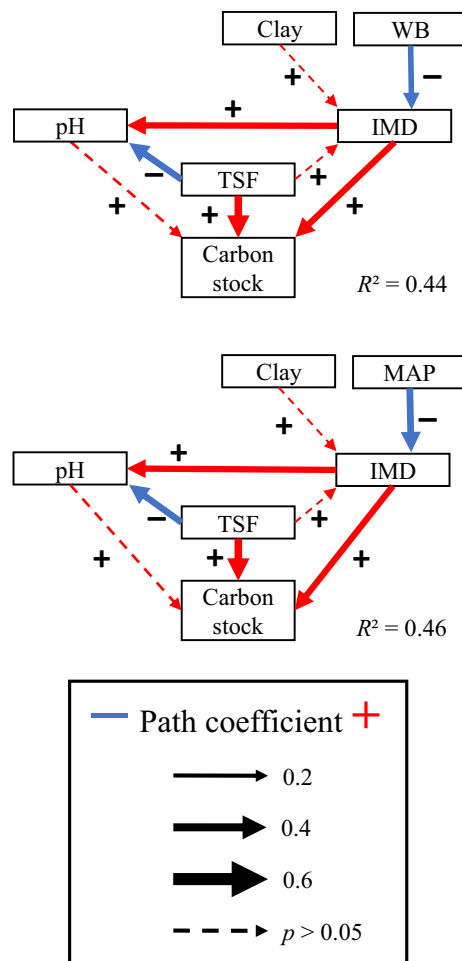 Clay WB
+ −
+
pH IMD
− TSF +
+ + +
Carbon
stock
R² = 0.44
Clay MAP
+ −
+
pH IMD
− TSF +
+ + +
Carbon
stock
R² = 0.46
Path coefficient +
0.2
0.4
0.6
p > 0.05